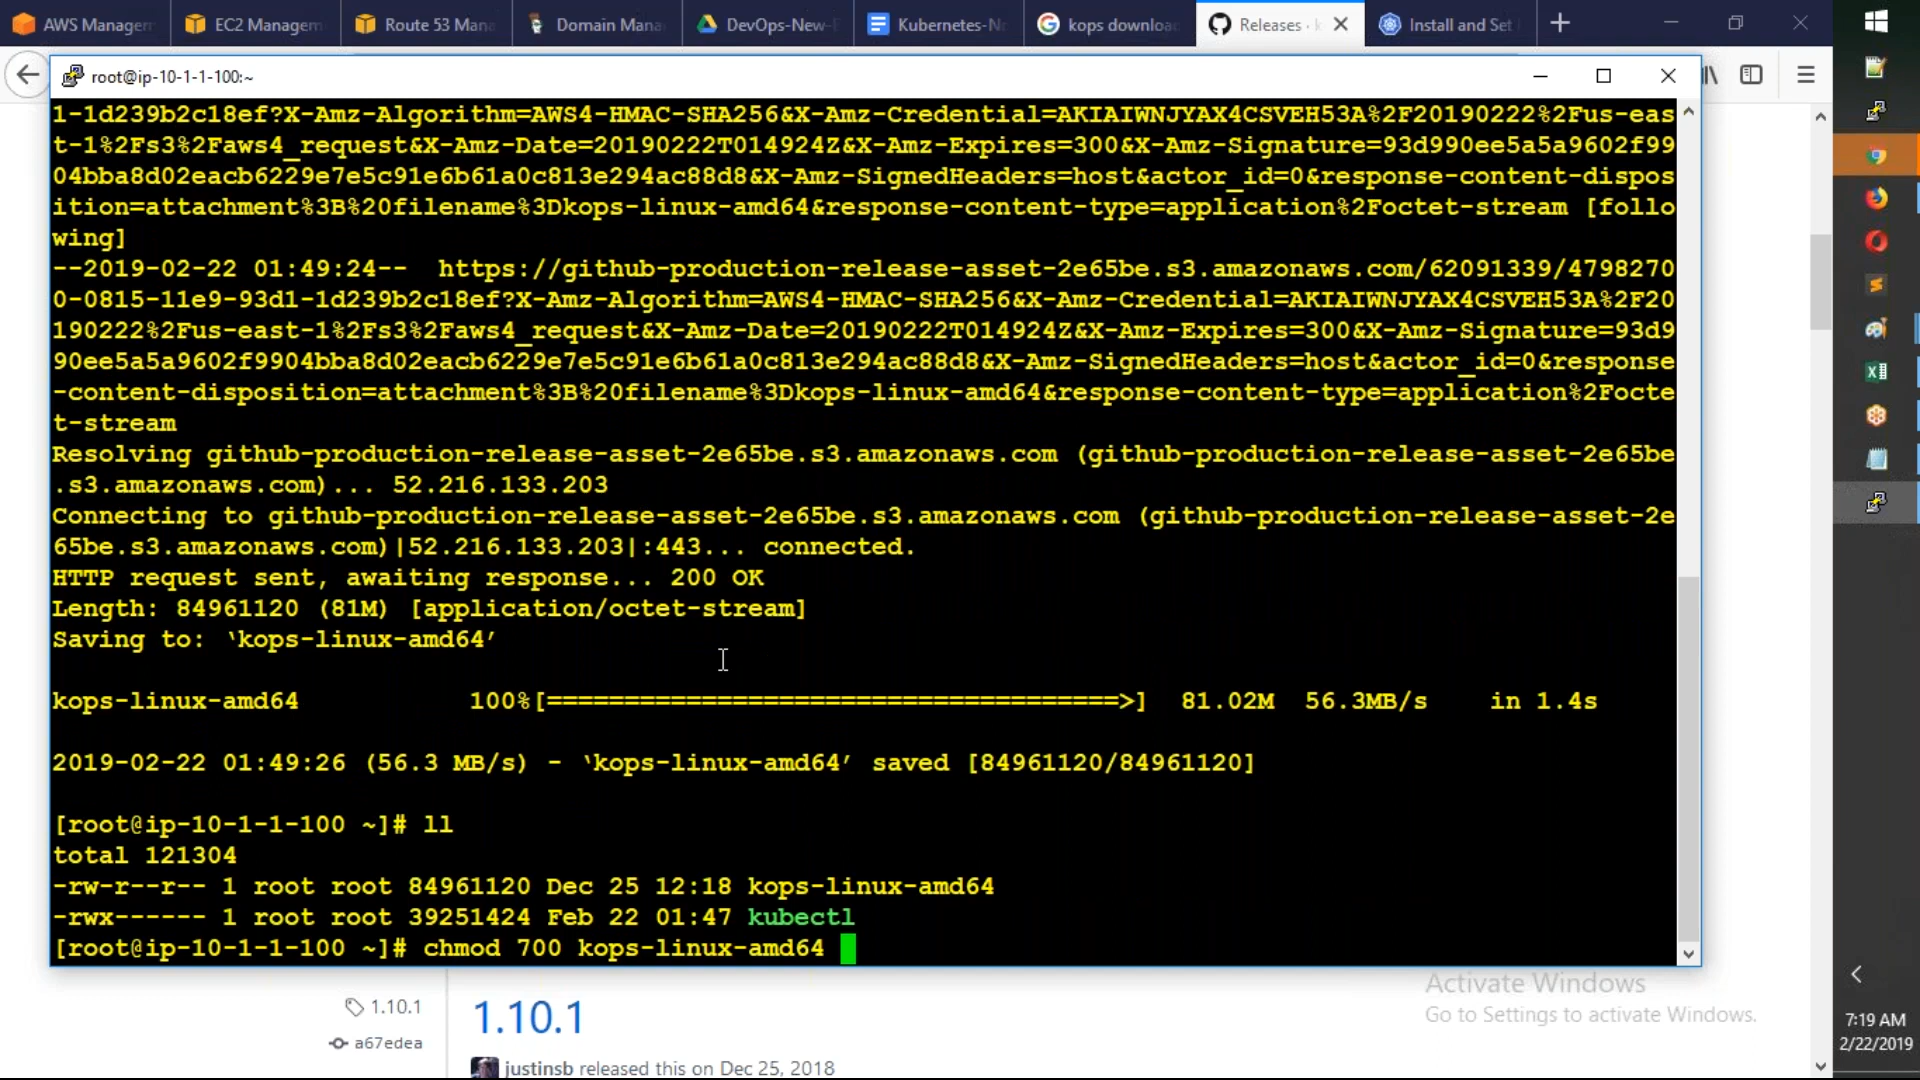 AWS Manager
EC2 Managem
Route 53 Mana
Domain Mana
DevOps-New-
Kubernetes-N
kops downloa
Releases · k
Install and Set
root@ip-10-1-1-100:~
1-1d239b2c18ef?X-Amz-Algorithm=AWS4-HMAC-SHA256&X-Amz-Credential=AKIAIWNJYAX4CSVEH53A%2F20190222%2Fus-eas
t-1%2Fs3%2Faws4_request&X-Amz-Date=20190222T014924Z&X-Amz-Expires=300&X-Amz-Signature=93d990ee5a5a9602f99
04bba8d02eacb6229e7e5c91e6b61a0c813e294ac88d8&X-Amz-SignedHeaders=host&actor_id=0&response-content-dispos
ition=attachment%3B%20filename%3Dkops-linux-amd64&response-content-type=application%2Foctet-stream [follo
wing]
--2019-02-22 01:49:24--  https://github-production-release-asset-2e65be.s3.amazonaws.com/62091339/4798270
0-0815-11e9-93d1-1d239b2c18ef?X-Amz-Algorithm=AWS4-HMAC-SHA256&X-Amz-Credential=AKIAIWNJYAX4CSVEH53A%2F20
190222%2Fus-east-1%2Fs3%2Faws4_request&X-Amz-Date=20190222T014924Z&X-Amz-Expires=300&X-Amz-Signature=93d9
90ee5a5a9602f9904bba8d02eacb6229e7e5c91e6b61a0c813e294ac88d8&X-Amz-SignedHeaders=host&actor_id=0&response
-content-disposition=attachment%3B%20filename%3Dkops-linux-amd64&response-content-type=application%2Focte
t-stream
Resolving github-production-release-asset-2e65be.s3.amazonaws.com (github-production-release-asset-2e65be
.s3.amazonaws.com)... 52.216.133.203
Connecting to github-production-release-asset-2e65be.s3.amazonaws.com (github-production-release-asset-2e
65be.s3.amazonaws.com)|52.216.133.203|:443... connected.
HTTP request sent, awaiting response... 200 OK
Length: 84961120 (81M) [application/octet-stream]
Saving to: ‘kops-linux-amd64’
kops-linux-amd64 100%[=====================================>] 81.02M 56.3MB/s in 1.4s
2019-02-22 01:49:26 (56.3 MB/s) - ‘kops-linux-amd64’ saved [84961120/84961120]
[root@ip-10-1-1-100 ~]# ll
total 121304
-rw-r--r-- 1 root root 84961120 Dec 25 12:18 kops-linux-amd64
-rwx------ 1 root root 39251424 Feb 22 01:47 kubectl
[root@ip-10-1-1-100 ~]# chmod 700 kops-linux-amd64
Activate Windows
Go to Settings to activate Windows.
1.10.1
1.10.1
a67edea
justinsb released this on Dec 25, 2018
7:19 AM
2/22/2019